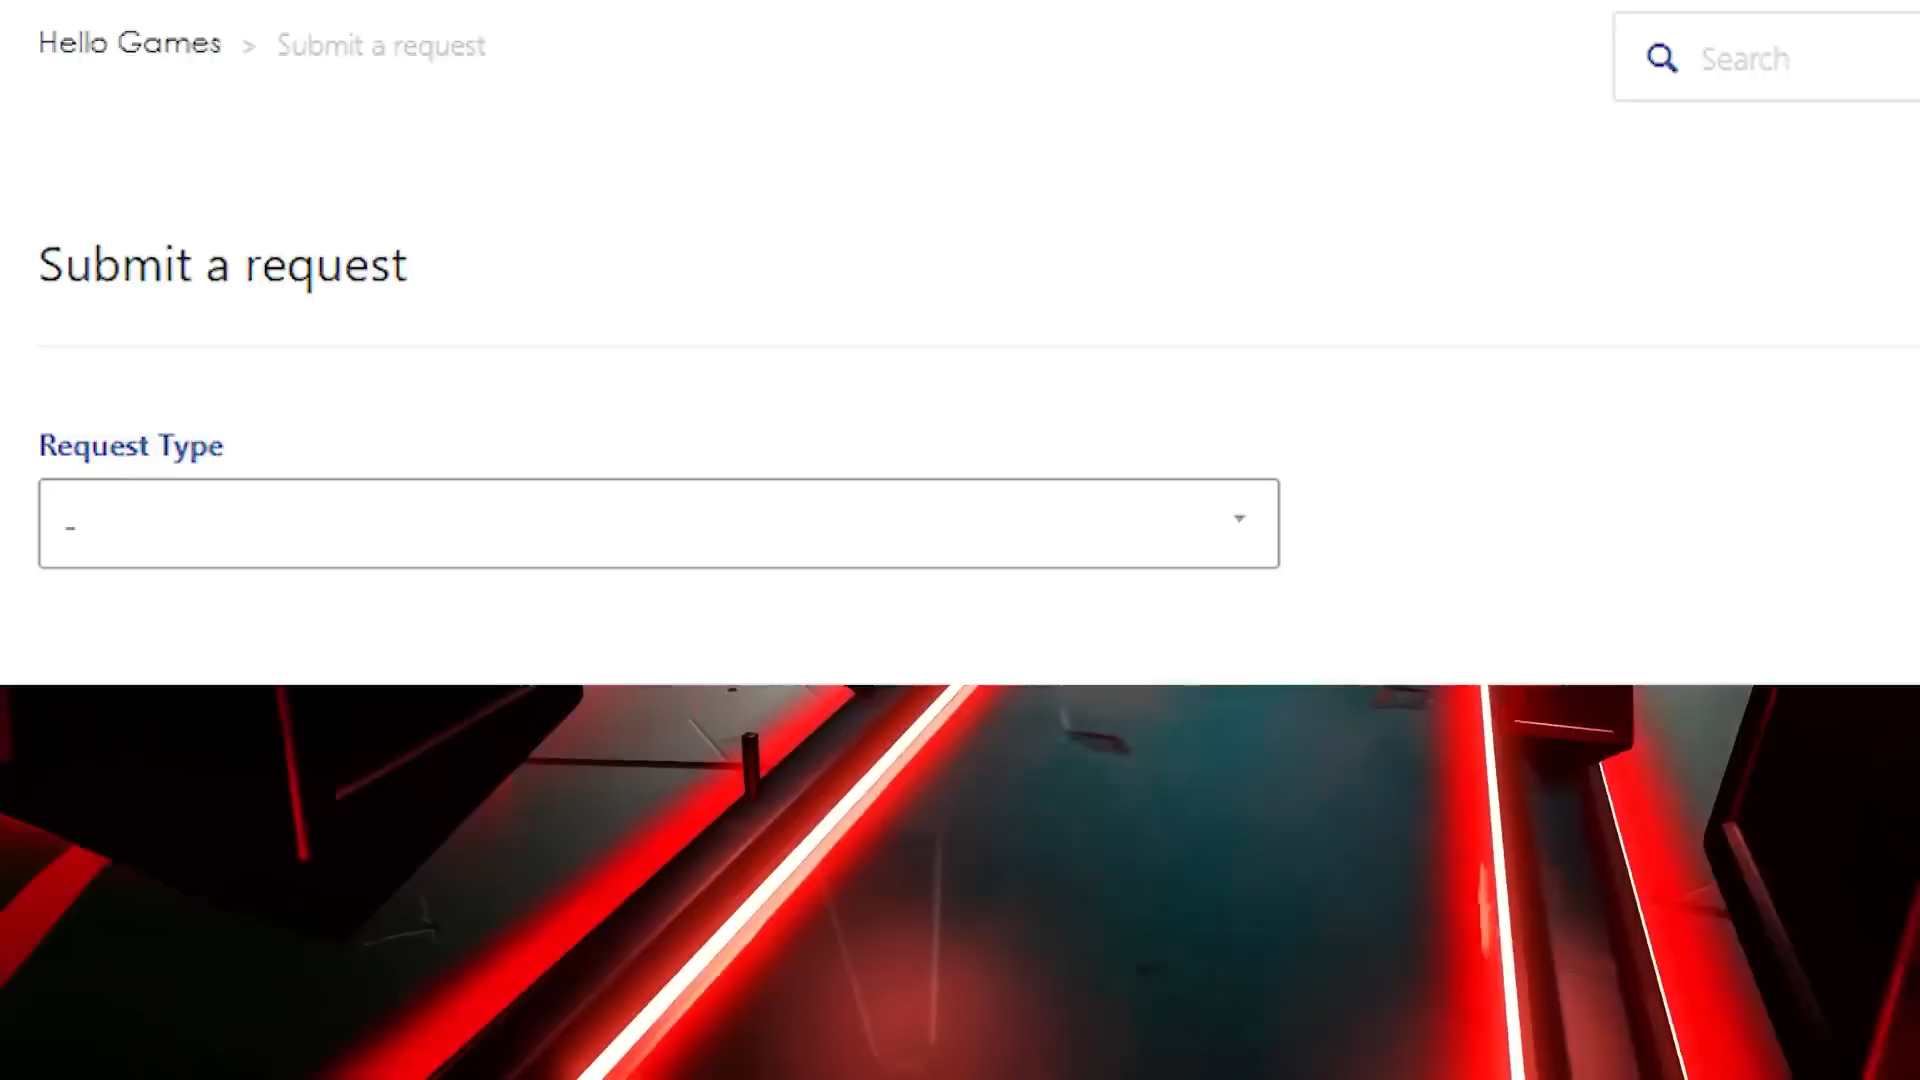 Hello Games > Submit a request
Search
Submit a request
Request Type
-